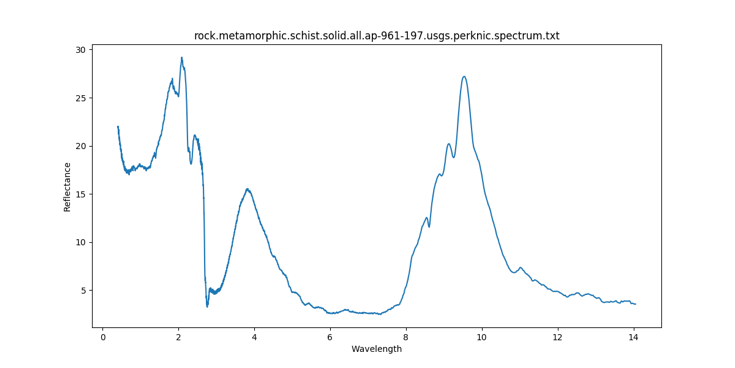 rock.metamorphic.schist.solid.all.ap-961-197.usgs.perknic.spectrum.txt
30
25
20
15
10
5
Reflectance
0 2 4 6 8 10 12 14
Wavelength